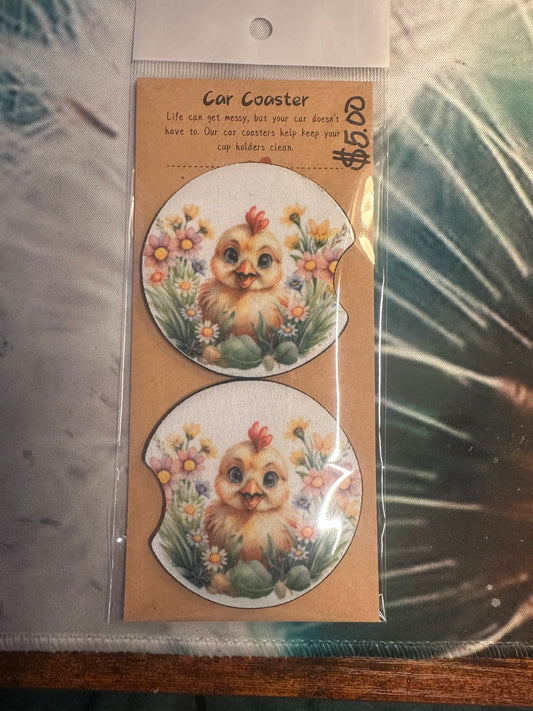 Car Coaster
Life can get messy, but your car doesn't
have to. Our car coasters help keep your
cup holders clean.
$5.00